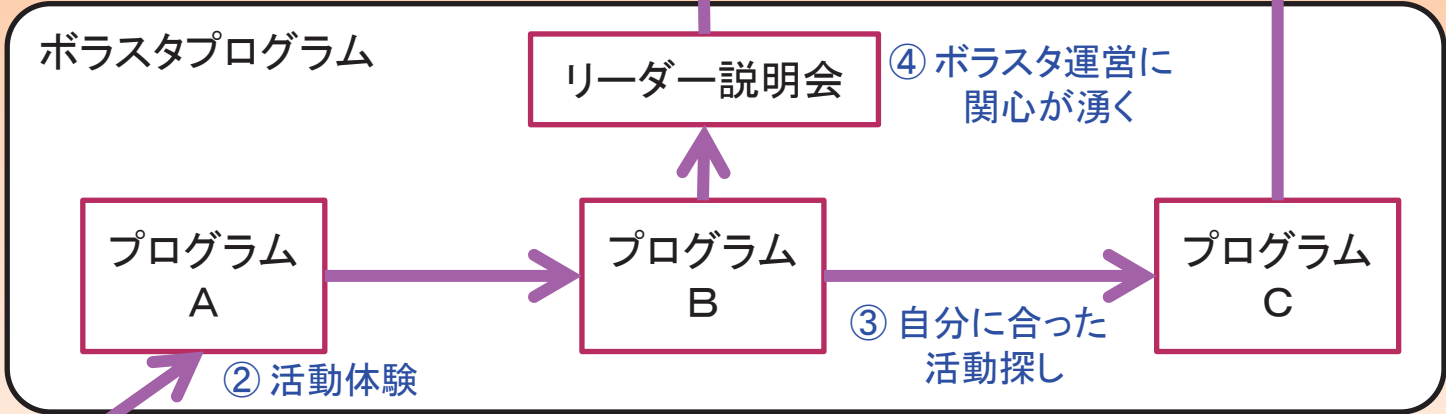 ボラスタプログラム
リーダー説明会
④ ボラスタ運営に
関心が湧く
プログラム
A
プログラム
B
プログラム
C
③ 自分に合った
活動探し
② 活動体験